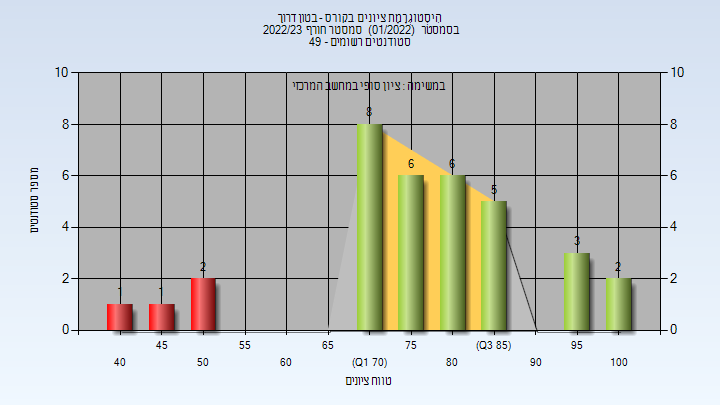 היסטוגרמת ציונים בקורס - בטון דרוך
בסמסטר (01/2022) סמסטר חורף 2022/23
סטודנטים רשומים - 49
במשימה : ציון סופי במחשב המרכזי
מספר סטודנטים
10 10
8 8
6 6
4 4
2 2
0 0
1 1 2 8 6 6 5 3 2
45 55 65 75 (Q3 85) 95
40 50 60 (Q1 70) 80 90 100
טווח ציונים